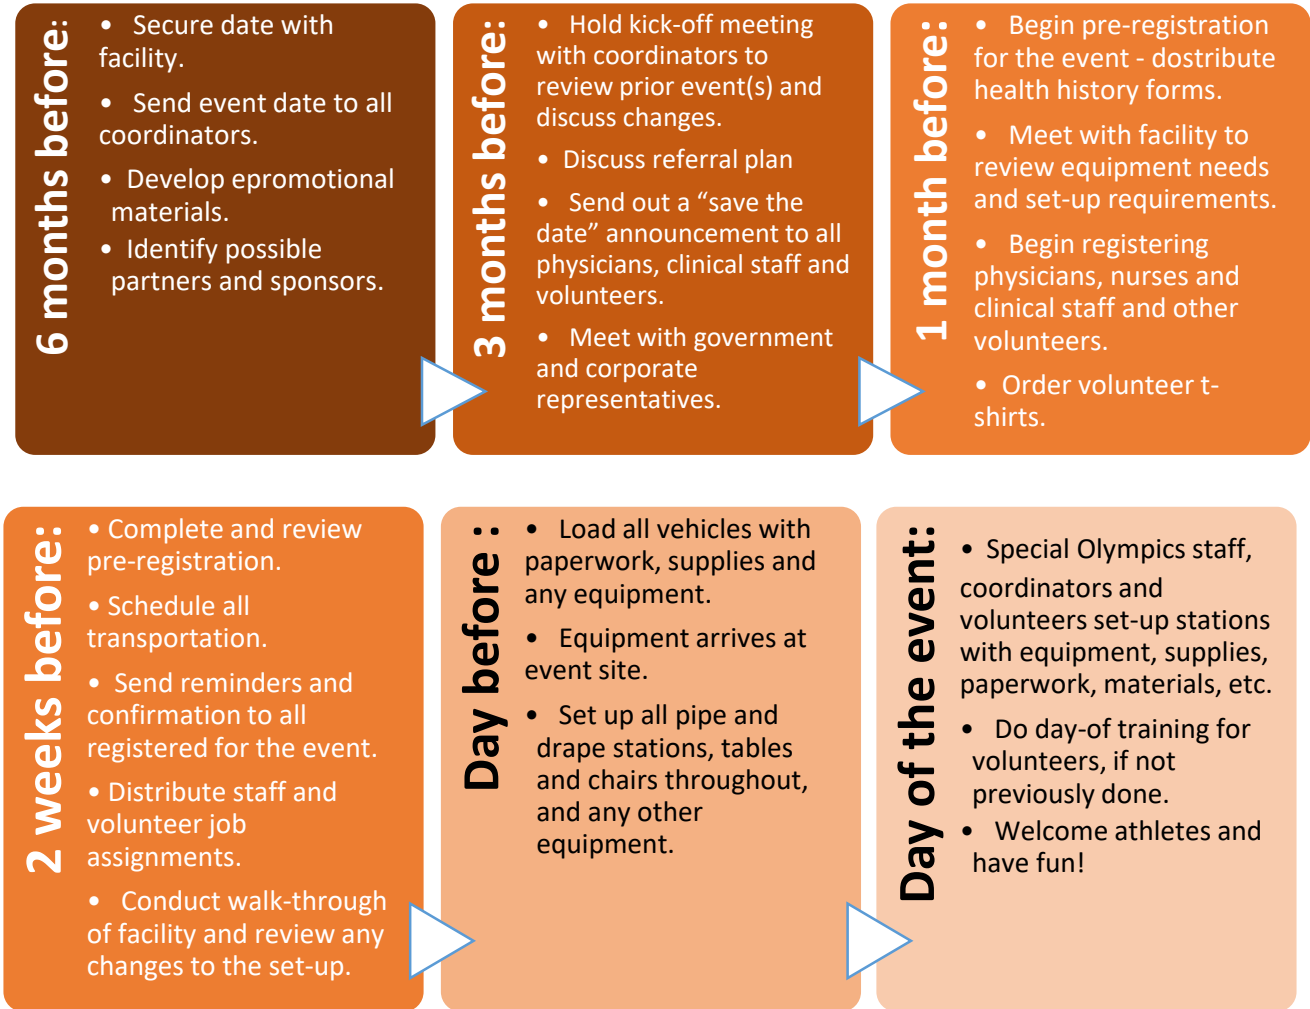 6 months before:
• Secure date with
facility.
• Send event date to all
coordinators.
• Develop epromotional
materials.
• Identify possible
partners and sponsors.
3 months before:
• Hold kick-off meeting
with coordinators to
review prior event(s) and
discuss changes.
• Discuss referral plan
• Send out a “save the
date” announcement to all
physicians, clinical staff and
volunteers.
• Meet with government
and corporate
representatives.
1 month before:
• Begin pre-registration
for the event - dostribute
health history forms.
• Meet with facility to
review equipment needs
and set-up requirements.
• Begin registering
physicians, nurses and
clinical staff and other
volunteers.
• Order volunteer t-
shirts.
2 weeks before:
• Complete and review
pre-registration.
• Schedule all
transportation.
• Send reminders and
confirmation to all
registered for the event.
• Distribute staff and
volunteer job
assignments.
• Conduct walk-through
of facility and review any
changes to the set-up.
Day before :
• Load all vehicles with
paperwork, supplies and
any equipment.
• Equipment arrives at
event site.
• Set up all pipe and
drape stations, tables
and chairs throughout,
and any other
equipment.
Day of the event:
• Special Olympics staff,
coordinators and
volunteers set-up stations
with equipment, supplies,
paperwork, materials, etc.
• Do day-of training for
volunteers, if not
previously done.
• Welcome athletes and
have fun!